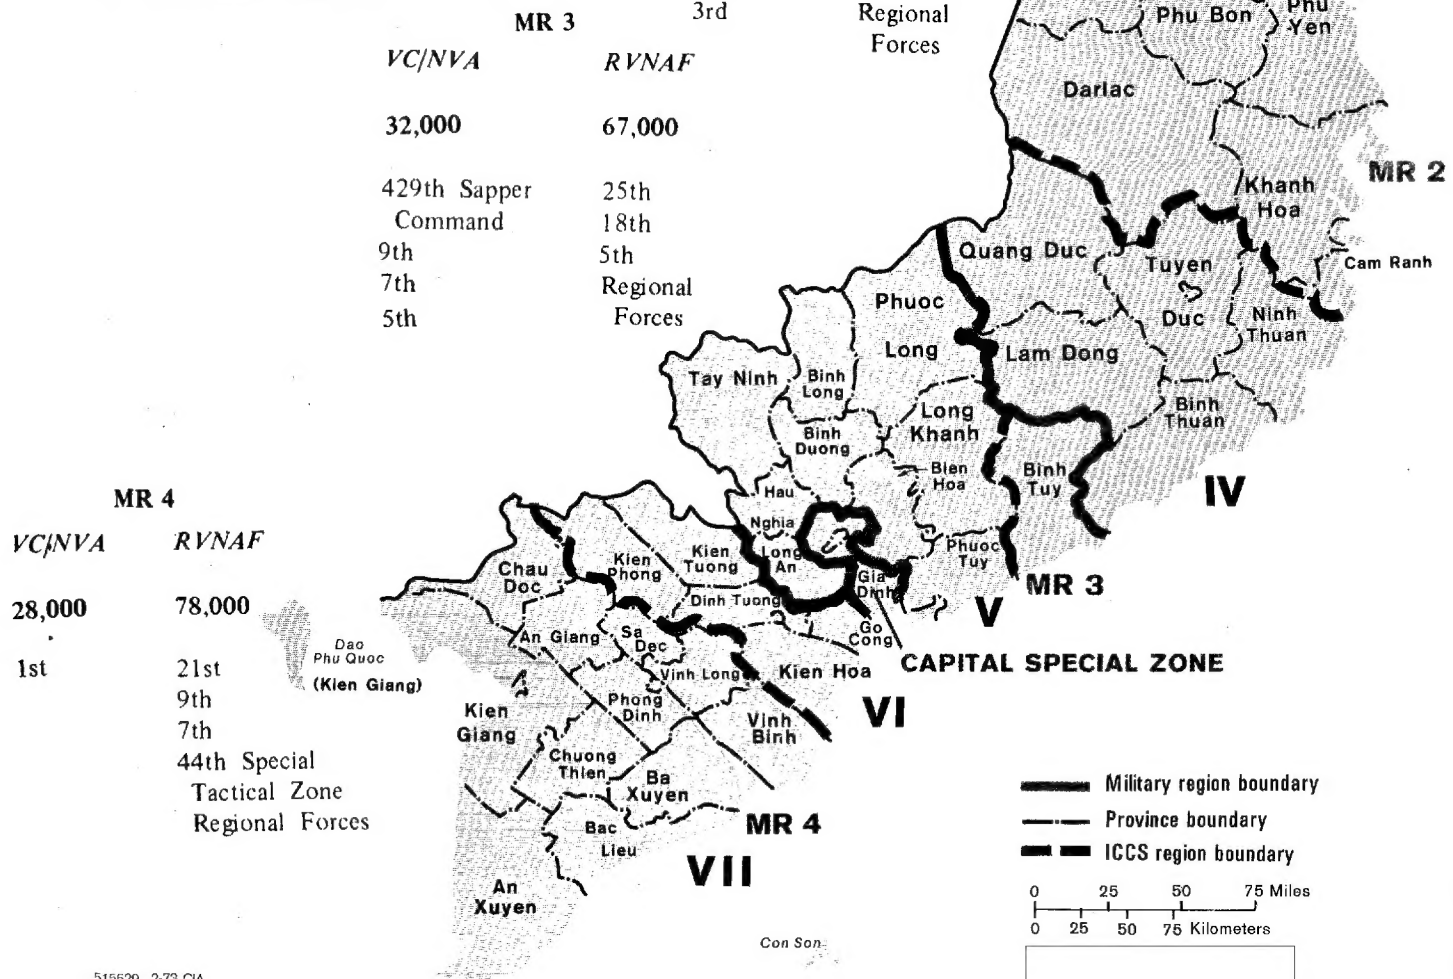 MR 3
3rd
Regional
Forces
VC/NVA
RVNAF
32,000
67,000
429th Sapper
Command
9th
7th
5th
25th
18th
5th
Regional
Forces
MR 4
VC/NVA
RVNAF
28,000
78,000
1st
21st
9th
7th
44th Special
Tactical Zone
Regional Forces
Phu Bon
Phu
Yen
Darlac
MR 2
Khanh
Hoa
Cam Ranh
Quang Duc
Tuyen
Duc
Ninh
Thuan
Phuoc
Long
Lam Dong
Tay Ninh
Binh
Long
Binh
Thuan
Long
Khanh
Binh
Duong
Bien
Hoa
Binh
Tuy
IV
Hau
Nghia
Long
An
Phuoc
Tuy
Gia
Dinh
MR 3
V
Go
Cong
CAPITAL SPECIAL ZONE
Chau
Doc
Kien
Phong
Kien
Tuong
Dinh Tuong
An Giang
Sa
Dec
Vinh Long
Kien Hoa
VI
Dao
Phu Quoc
(Kien Giang)
Kien
Giang
Phong
Dinh
Vinh
Binh
Chuong
Thien
Ba
Xuyen
MR 4
Bac
Lieu
VII
An
Xuyen
Con Son
Military region boundary
Province boundary
ICCS region boundary
0 25 50 75 Miles
0 25 50 75 Kilometers
515629 2-73 CIA